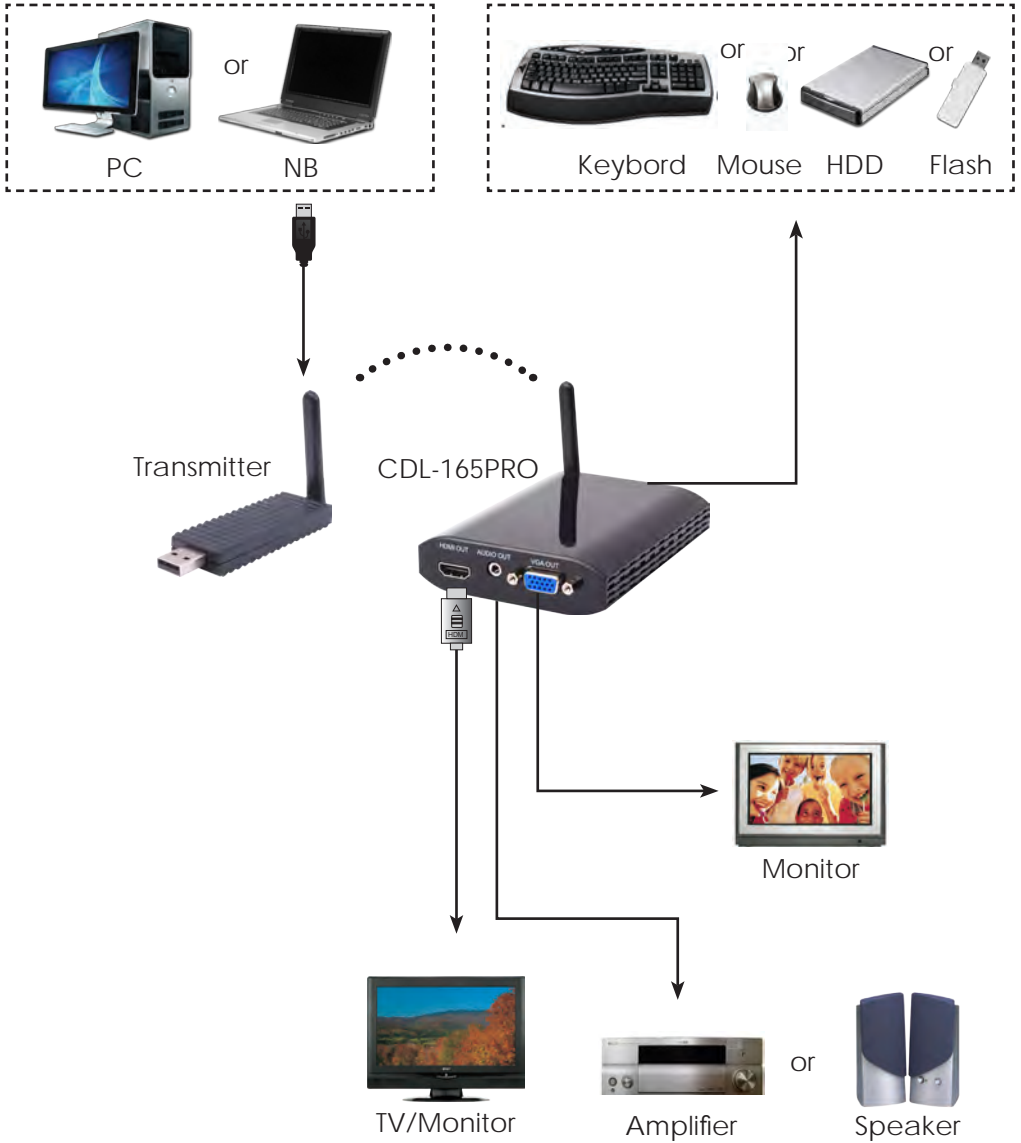 or
or
or
or
PC
NB
Keybord
Mouse
HDD
Flash
Transmitter
CDL-165PRO
HDMI OUT
AUDIO OUT
VGA OUT
HDMI
Monitor
TV/Monitor
Amplifier
or
Speaker